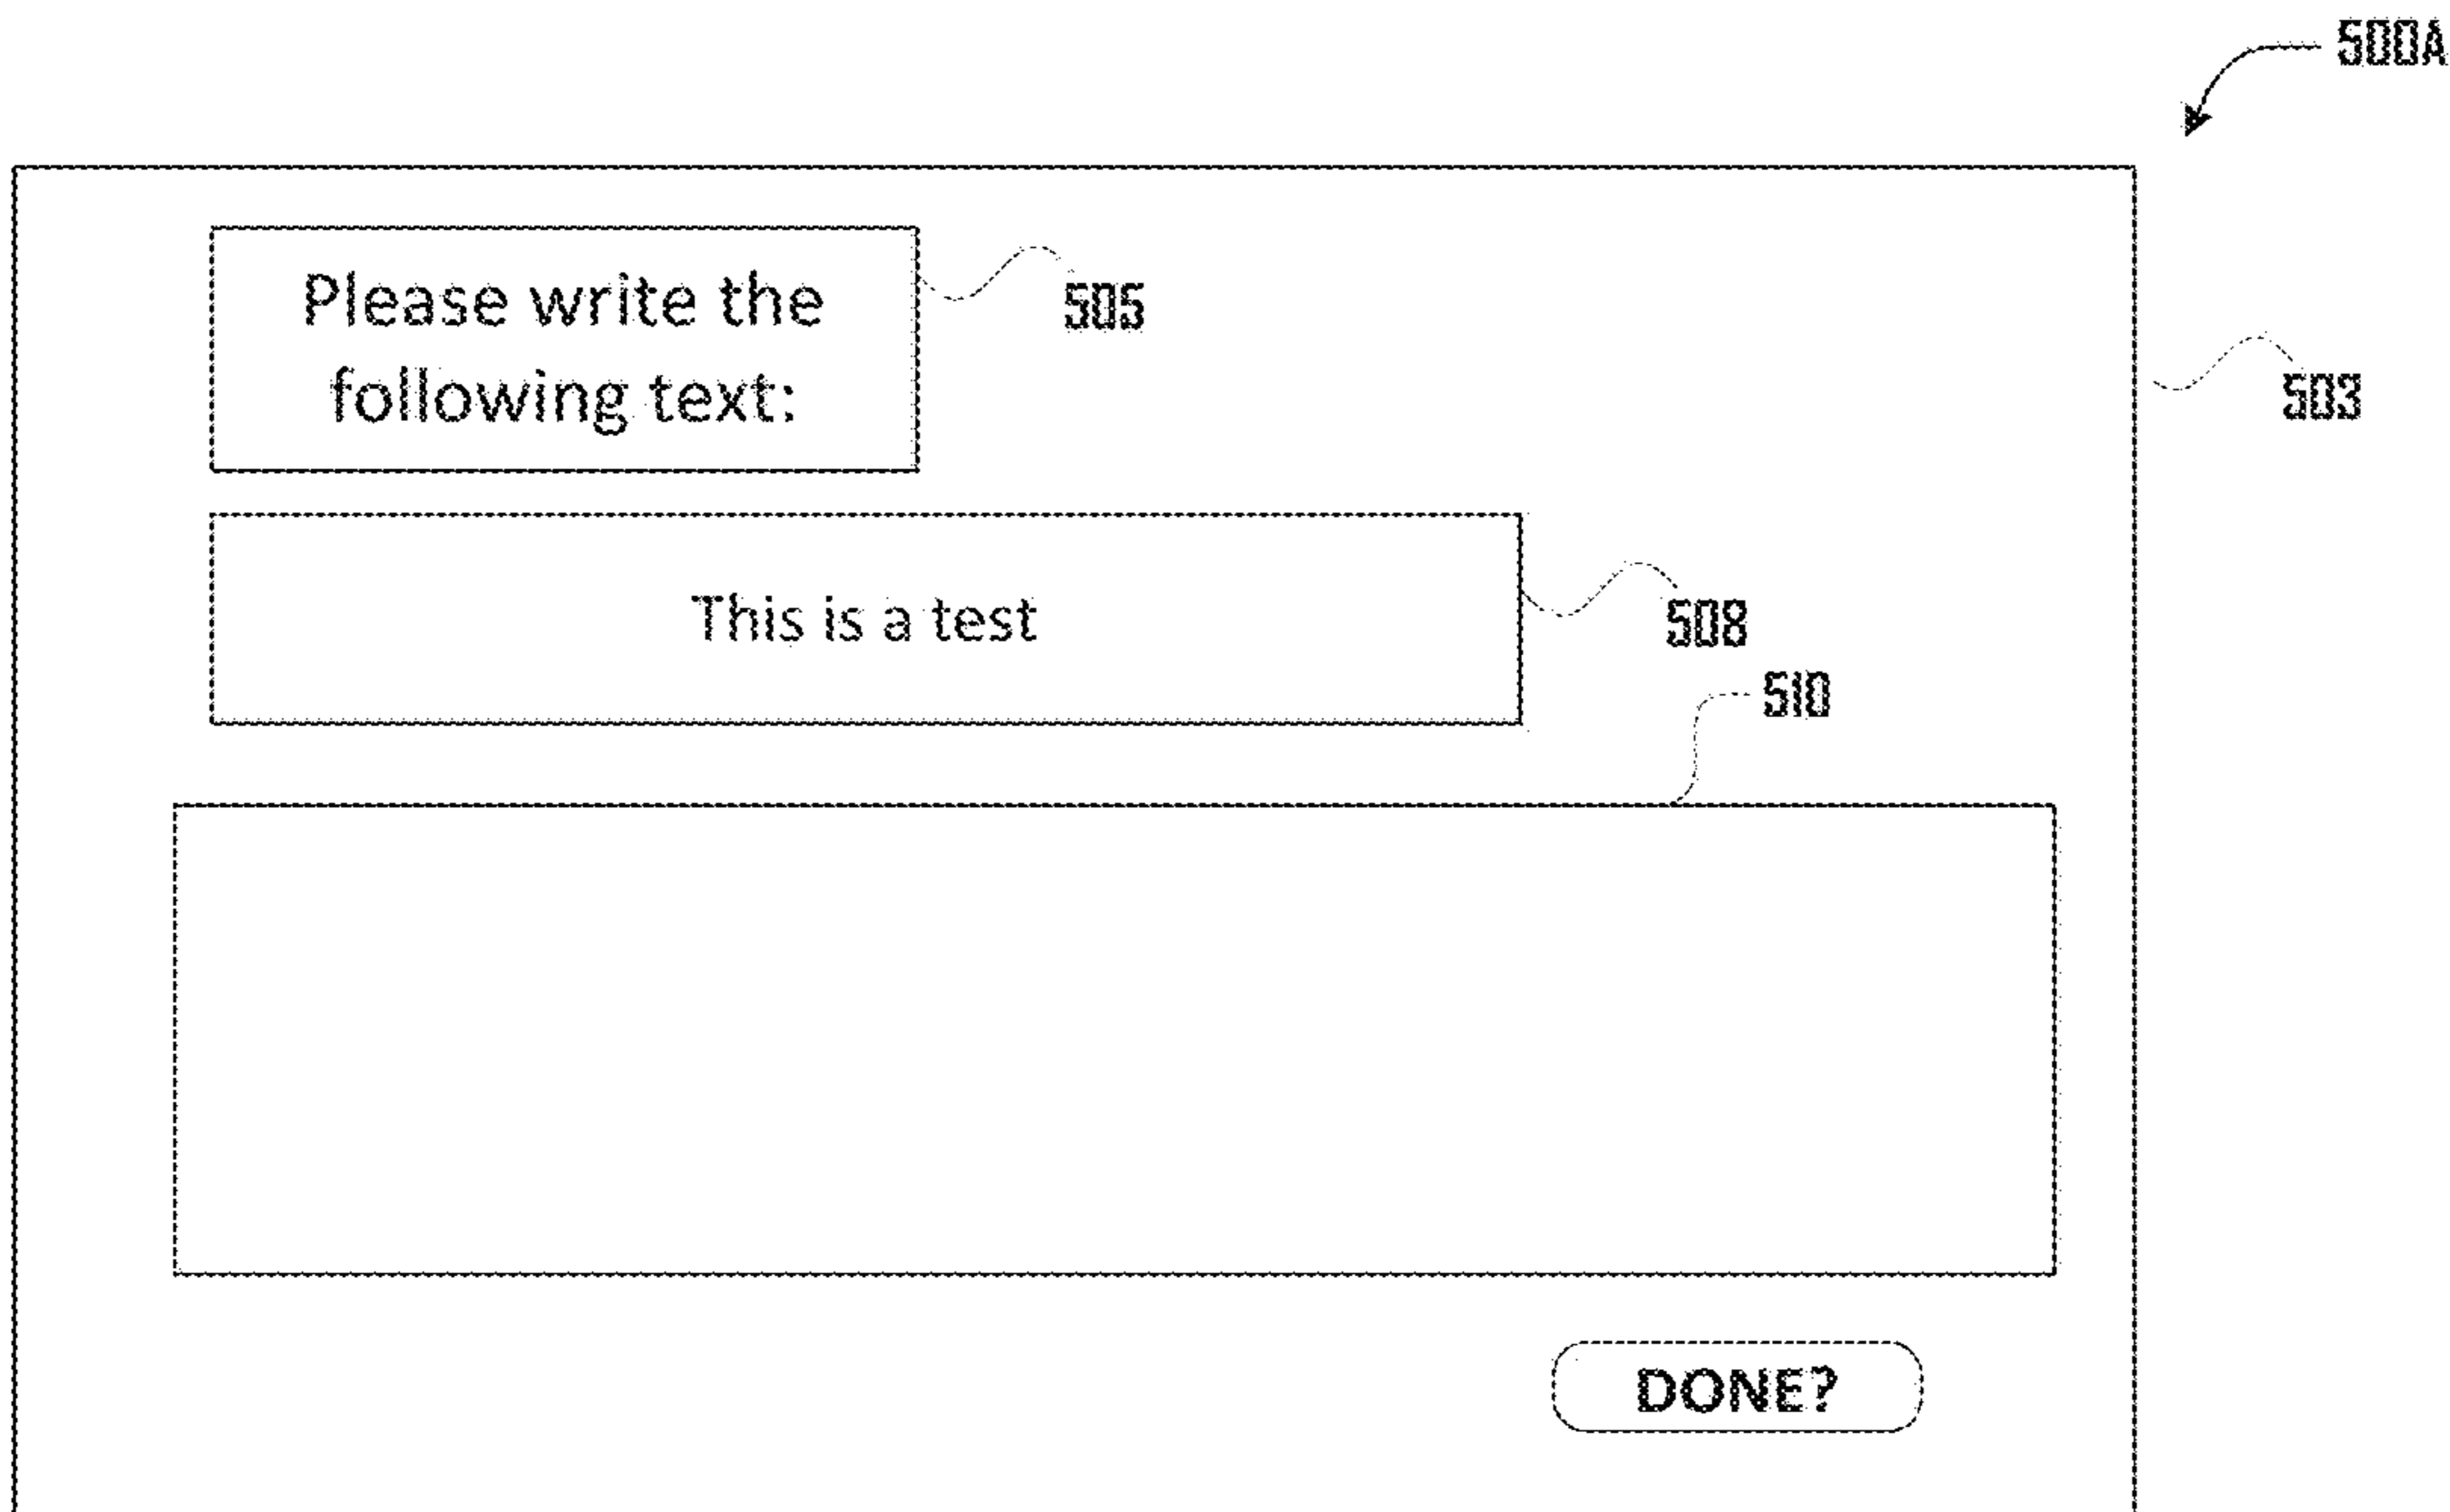 500A
Please write the
following text:
505
503
This is a test
508
510
DONE?